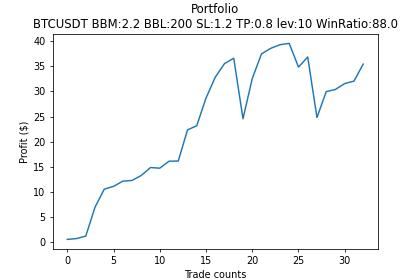 Portfolio
BTCUSDT BBM:2.2 BBL:200 SL:1.2 TP:0.8 lev:10 WinRatio:88.0
40
35
30
25
20
15
10
5
0
Profit ($)
0 5 10 15 20 25 30
Trade counts